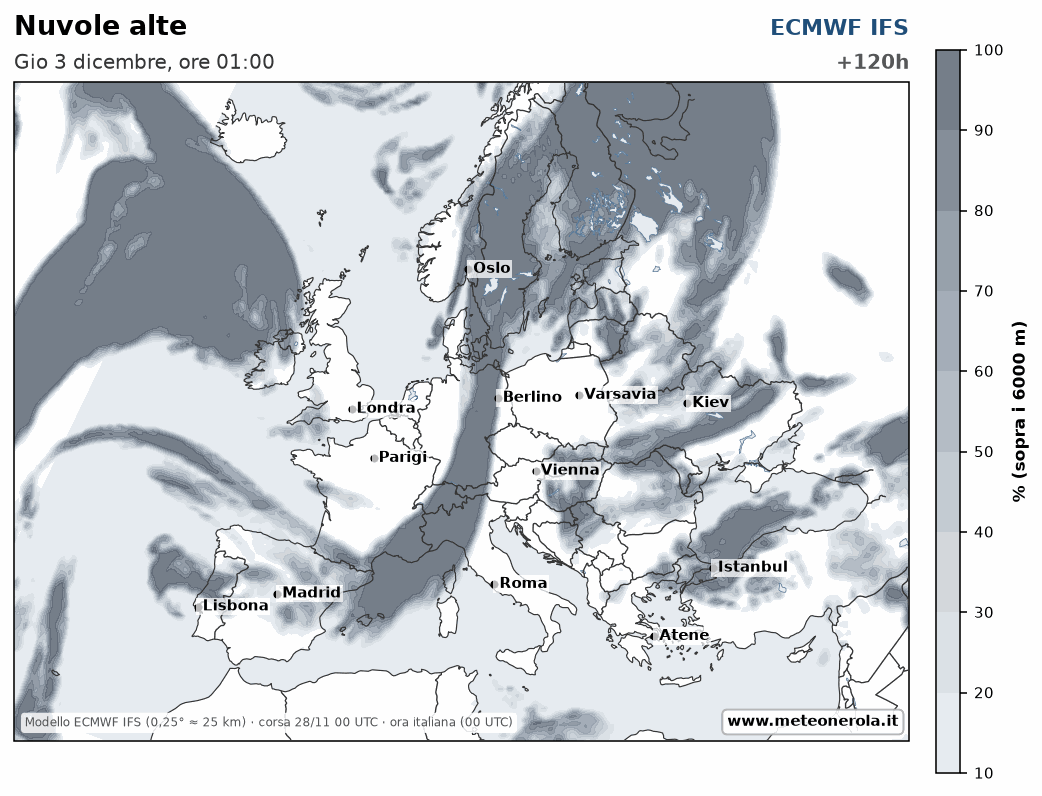 Nuvole alte
ECMWF IFS
Gio 3 dicembre, ore 01:00
+120h
Oslo
Berlino
Varsavia
Kiev
Londra
Parigi
Vienna
Istanbul
Roma
Madrid
Lisbona
Atene
Modello ECMWF IFS (0,25° ≈ 25 km) · corsa 28/11 00 UTC · ora italiana (00 UTC)
www.meteonerola.it
100
90
80
70
60
50
40
30
20
10
% (sopra i 6000 m)